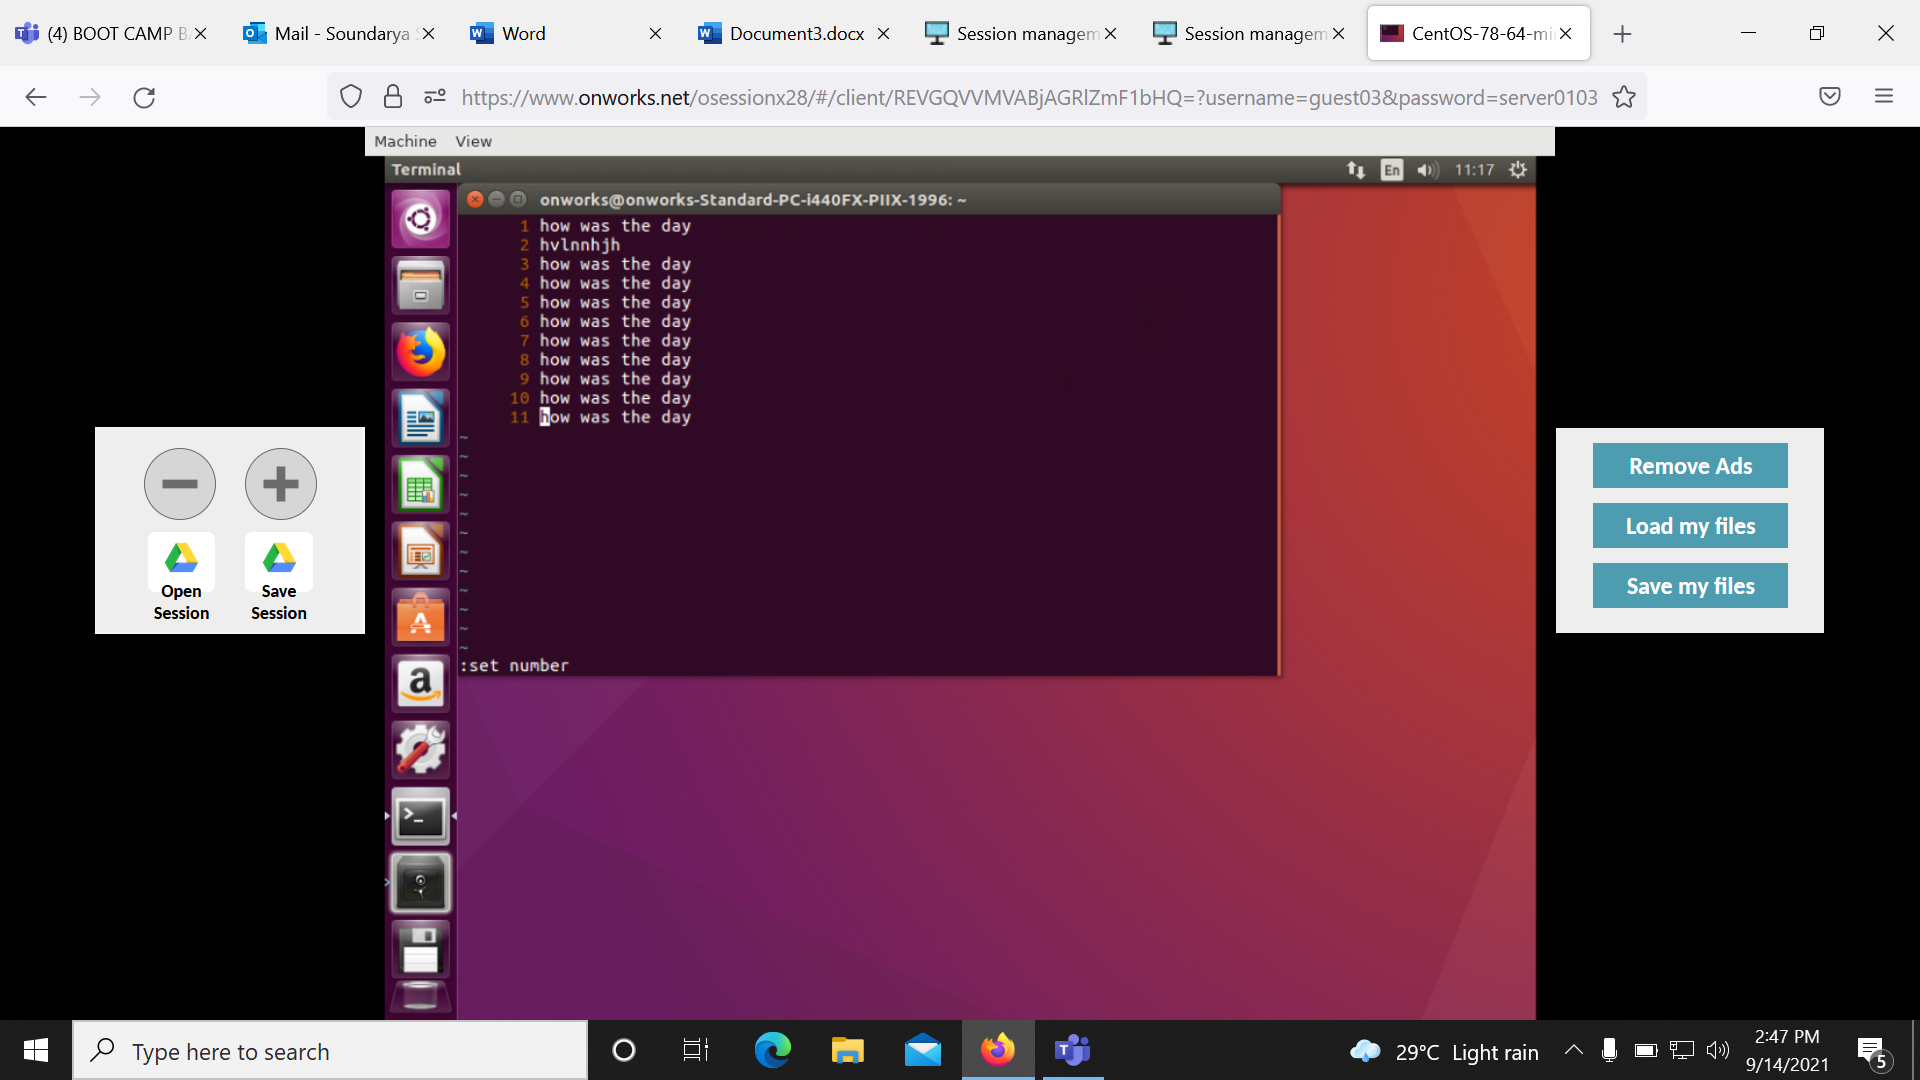 (4) BOOT CAMP B
Mail - Soundarya
Word
Document3.docx
Session managem
Session managem
CentOS-78-64-mi
https://www.onworks.net/osessionx28/#/client/REVGQVVMVABjAGRlZmF1bHQ=?username=guest03&password=server0103
Machine View
Terminal
En
11:17
onworks@onworks-Standard-PC-i440FX-PIIX-1996: ~
1 how was the day
2 hvlnnhjh
3 how was the day
4 how was the day
5 how was the day
6 how was the day
7 how was the day
8 how was the day
9 how was the day
10 how was the day
11 how was the day
~
~
~
~
~
~
~
~
~
~
~
~
:set number
Open
Session
Save
Session
Remove Ads
Load my files
Save my files
Type here to search
29°C Light rain
2:47 PM
9/14/2021
5